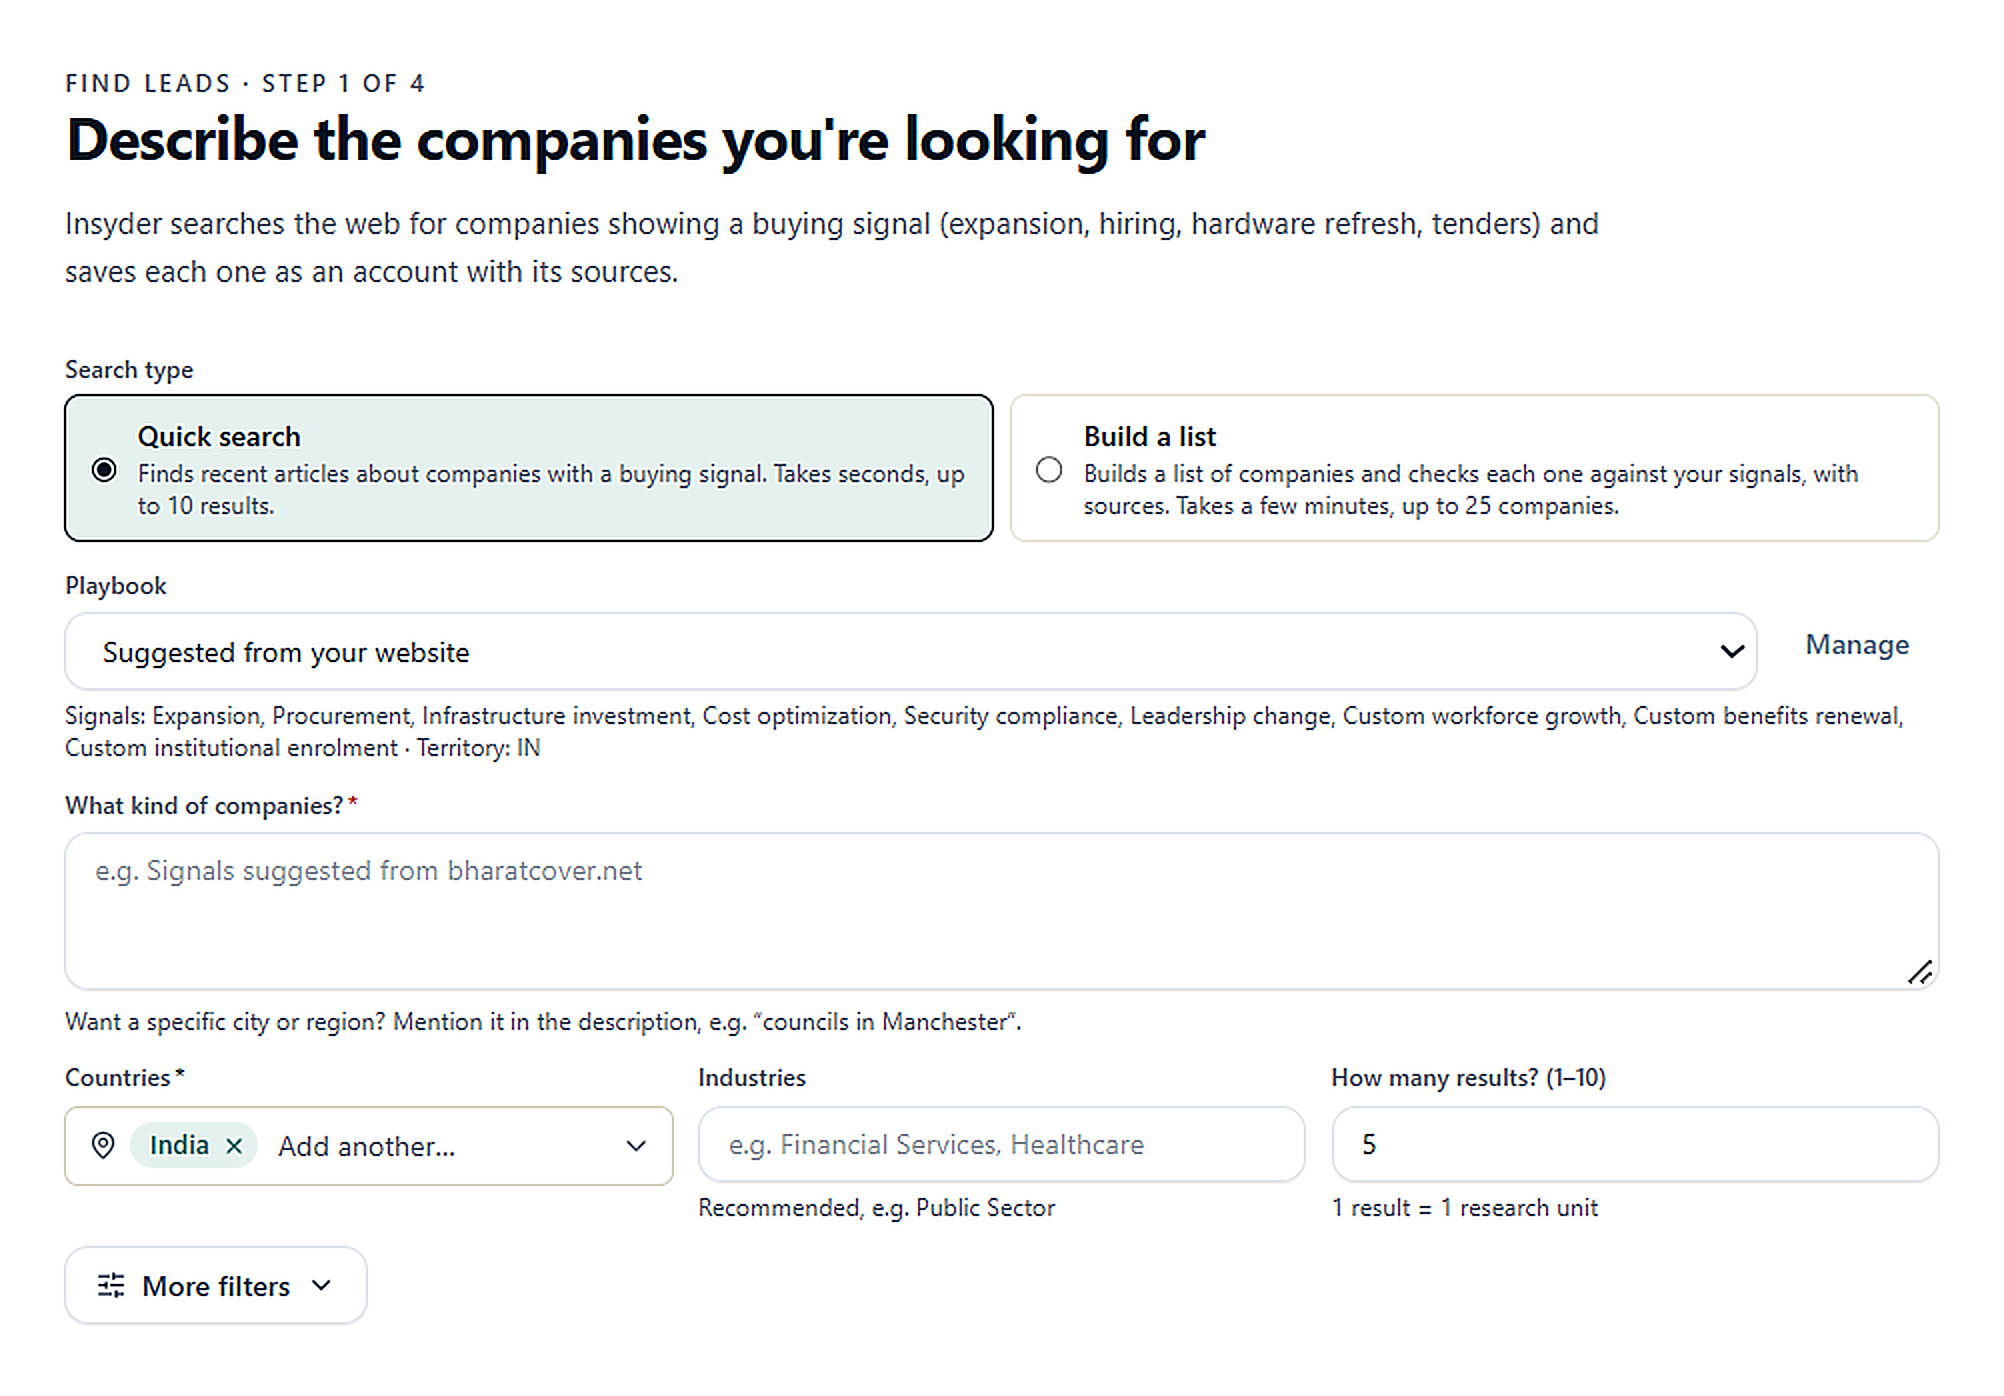 FIND LEADS · STEP 1 OF 4
Describe the companies you're looking for
Insyder searches the web for companies showing a buying signal (expansion, hiring, hardware refresh, tenders) and
saves each one as an account with its sources.
Search type
Quick search
Finds recent articles about companies with a buying signal. Takes seconds, up
to 10 results.
Build a list
Builds a list of companies and checks each one against your signals, with
sources. Takes a few minutes, up to 25 companies.
Playbook
Suggested from your website
Manage
Signals: Expansion, Procurement, Infrastructure investment, Cost optimization, Security compliance, Leadership change, Custom workforce growth, Custom benefits renewal,
Custom institutional enrolment · Territory: IN
What kind of companies?*
e.g. Signals suggested from bharatcover.net
Want a specific city or region? Mention it in the description, e.g. “councils in Manchester”.
Countries*
India
Add another...
Industries
e.g. Financial Services, Healthcare
Recommended, e.g. Public Sector
How many results? (1–10)
5
1 result = 1 research unit
More filters